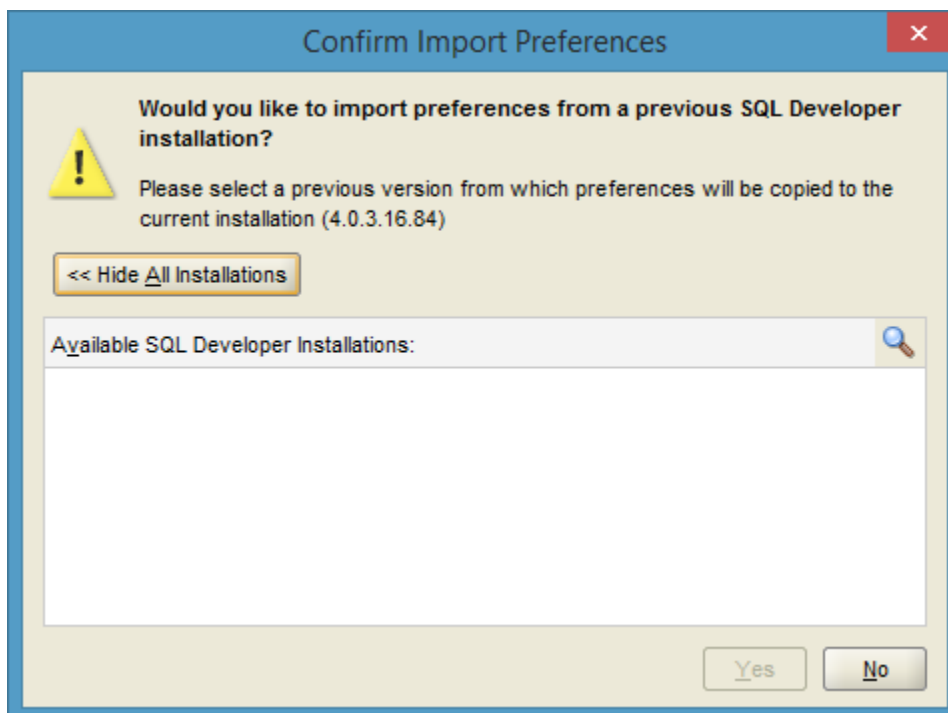 Confirm Import Preferences
Would you like to import preferences from a previous SQL Developer
installation?
Please select a previous version from which preferences will be copied to the
current installation (4.0.3.16.84)
<< Hide All Installations
Available SQL Developer Installations:
Yes
No